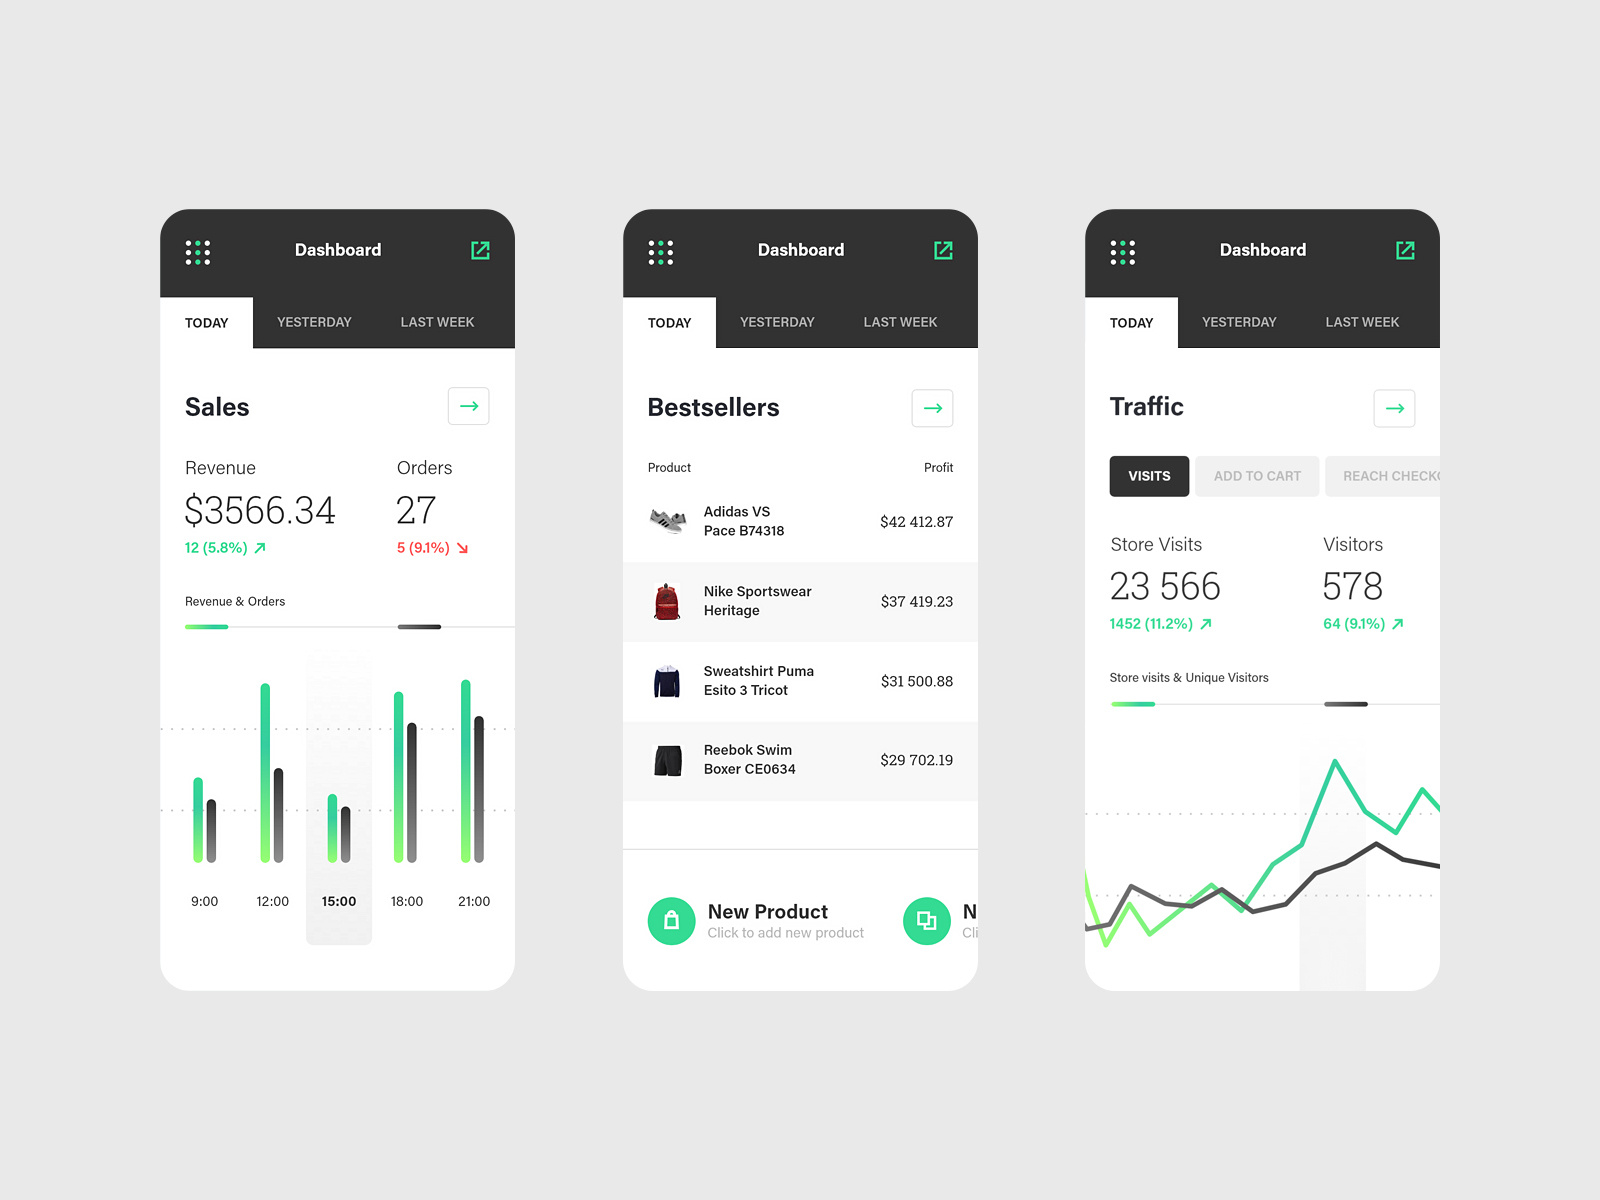 Dashboard
TODAY
YESTERDAY
LAST WEEK
Sales
Revenue
Orders
$3566.34
27
12 (5.8%)
5 (9.1%)
Revenue & Orders
9:00
12:00
15:00
18:00
21:00
Dashboard
TODAY
YESTERDAY
LAST WEEK
Bestsellers
Product
Profit
Adidas VS
Pace B74318
$42 412.87
Nike Sportswear
Heritage
$37 419.23
Sweatshirt Puma
Esito 3 Tricot
$31 500.88
Reebok Swim
Boxer CE0634
$29 702.19
New Product
Click to add new product
N
Cli
Dashboard
TODAY
YESTERDAY
LAST WEEK
Traffic
VISITS
ADD TO CART
REACH CHECKO
Store Visits
Visitors
23 566
578
1452 (11.2%)
64 (9.1%)
Store visits & Unique Visitors